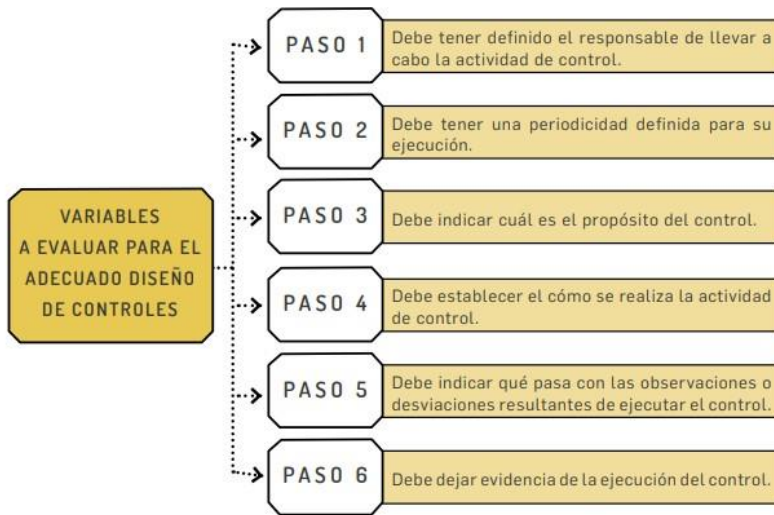 VARIABLES
A EVALUAR PARA EL
ADECUADO DISEÑO
DE CONTROLES
PASO 1
Debe tener definido el responsable de llevar a
cabo la actividad de control.
PASO 2
Debe tener una periodicidad definida para su
ejecución.
PASO 3
Debe indicar cuál es el propósito del control.
PASO 4
Debe establecer el cómo se realiza la actividad
de control.
PASO 5
Debe indicar qué pasa con las observaciones o
desviaciones resultantes de ejecutar el control.
PASO 6
Debe dejar evidencia de la ejecución del control.